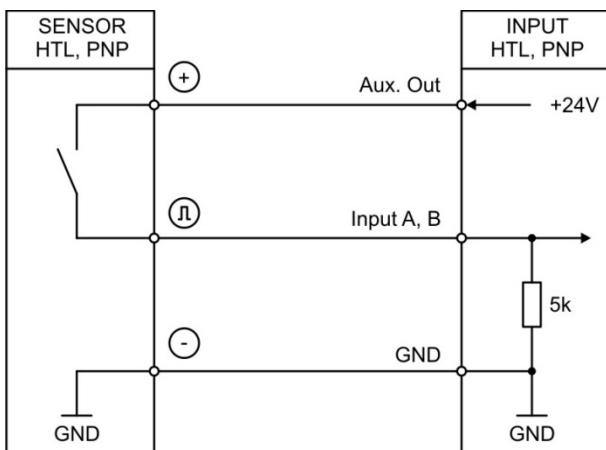 SENSOR
HTL, PNP
INPUT
HTL, PNP
+
Aux. Out
+24V
Input A, B
5k
-
GND
GND
GND